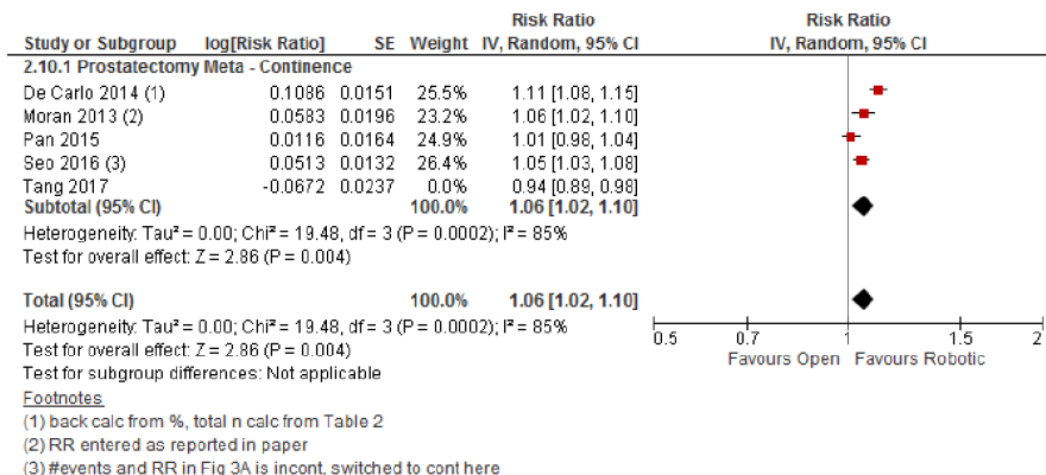 Risk Ratio Risk Ratio
Study or Subgroup log[Risk Ratio] SE Weight IV, Random, 95% CI IV, Random, 95% CI
2.10.1 Prostatectomy Meta - Continence
De Carlo 2014 (1) 0.1086 0.0151 25.5% 1.11 [1.08, 1.15]
Moran 2013 (2) 0.0583 0.0196 23.2% 1.06 [1.02, 1.10]
Pan 2015 0.0116 0.0164 24.9% 1.01 [0.98, 1.04]
Seo 2016 (3) 0.0513 0.0132 26.4% 1.05 [1.03, 1.08]
Tang 2017 -0.0672 0.0237 0.0% 0.94 [0.89, 0.98]
Subtotal (95% CI) 100.0% 1.06 [1.02, 1.10]
Heterogeneity: Tau² = 0.00; Chi² = 19.48, df = 3 (P = 0.0002); I² = 85%
Test for overall effect: Z = 2.86 (P = 0.004)
Total (95% CI) 100.0% 1.06 [1.02, 1.10]
Heterogeneity: Tau² = 0.00; Chi² = 19.48, df = 3 (P = 0.0002); I² = 85%
Test for overall effect: Z = 2.86 (P = 0.004)
Test for subgroup differences: Not applicable
0.5 0.7 1 1.5 2
Favours Open Favours Robotic
Footnotes
(1) back calc from %, total n calc from Table 2
(2) RR entered as reported in paper
(3) #events and RR in Fig 3A is incont, switched to cont here